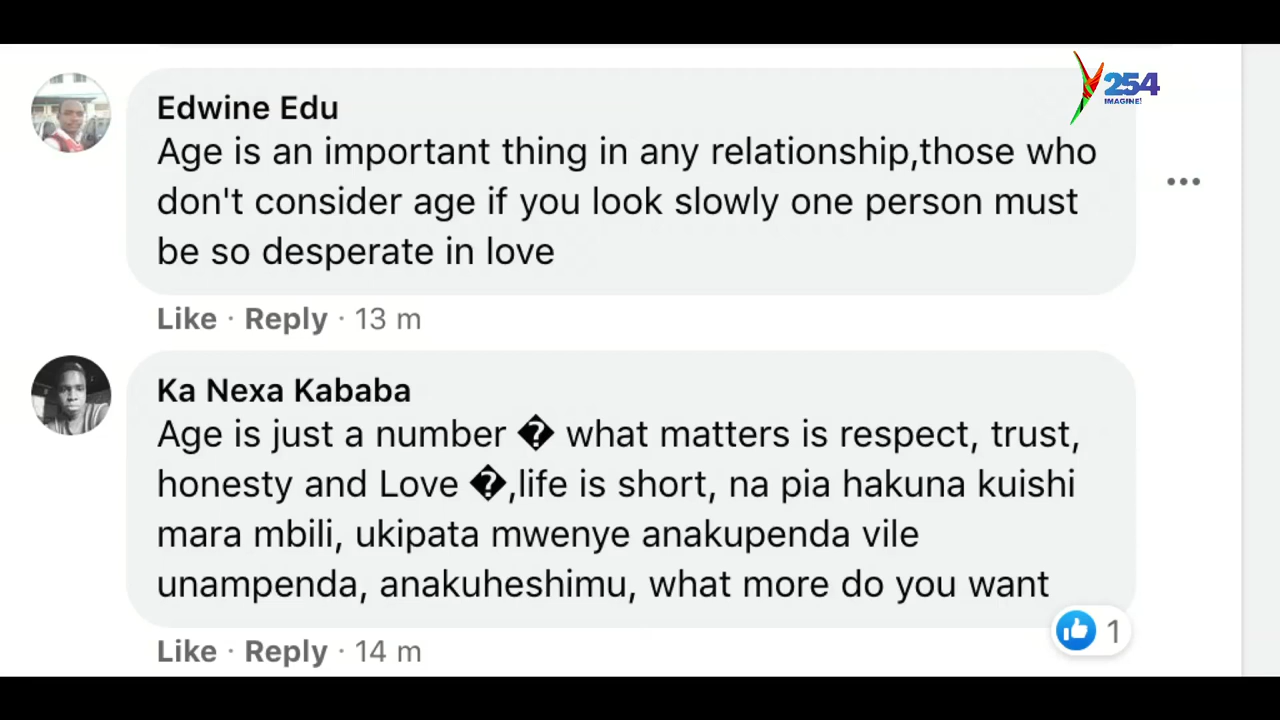 254
IMAGINE!
Edwine Edu
Age is an important thing in any relationship,those who
don't consider age if you look slowly one person must
be so desperate in love
Like · Reply · 13 m
Ka Nexa Kababa
Age is just a number � what matters is respect, trust,
honesty and Love �,life is short, na pia hakuna kuishi
mara mbili, ukipata mwenye anakupenda vile
unampenda, anakuheshimu, what more do you want
1
Like · Reply · 14 m